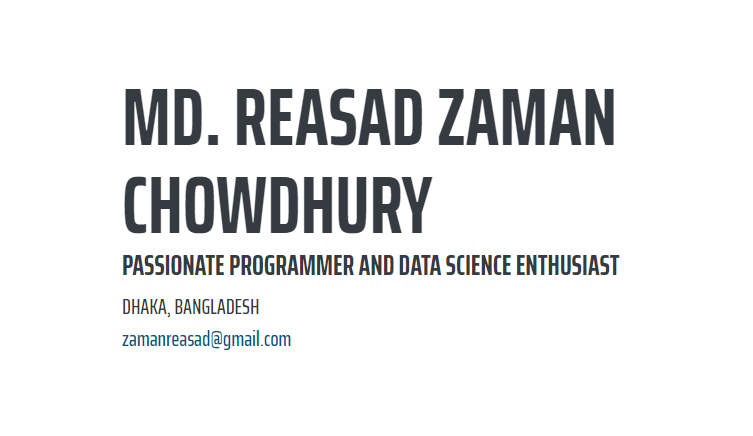 MD. REASAD ZAMAN
CHOWDHURY
PASSIONATE PROGRAMMER AND DATA SCIENCE ENTHUSIAST
DHAKA, BANGLADESH
zamanreasad@gmail.com